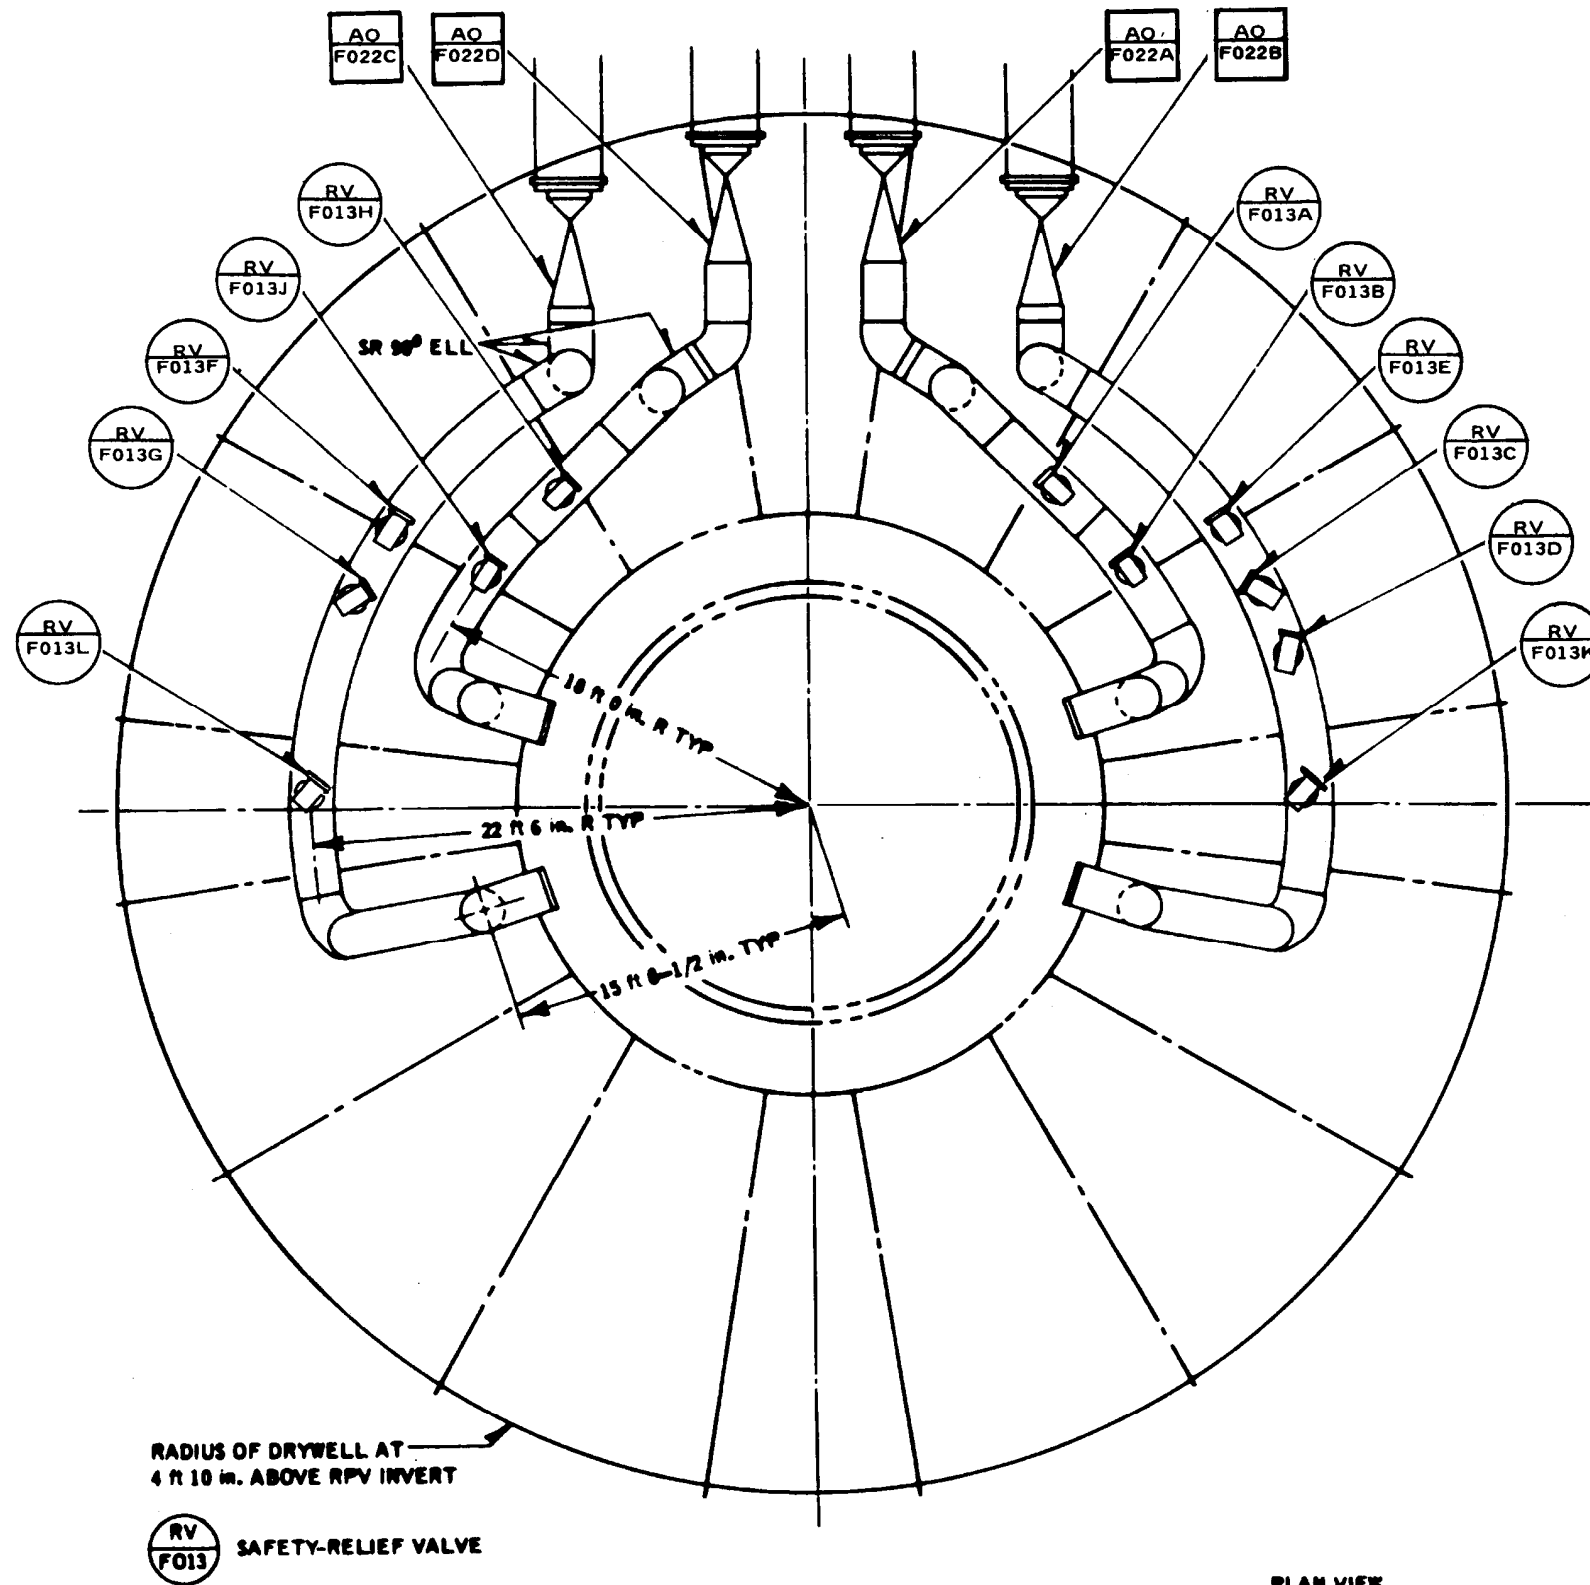 AO
F022C
AO
F022D
AO
F022A
AO
F022B
RV
F013H
RV
F013A
RV
F013J
RV
F013B
RV
F013F
RV
F013E
RV
F013G
RV
F013C
RV
F013D
RV
F013L
RV
F013K
SR 90° ELL
18 ft 0 in. R TYP
22 ft 6 in. R TYP
15 ft 8-1/2 in. TYP
RADIUS OF DRYWELL AT
4 ft 10 in. ABOVE RPV INVERT
RV
F013
SAFETY-RELIEF VALVE
PLAN VIEW